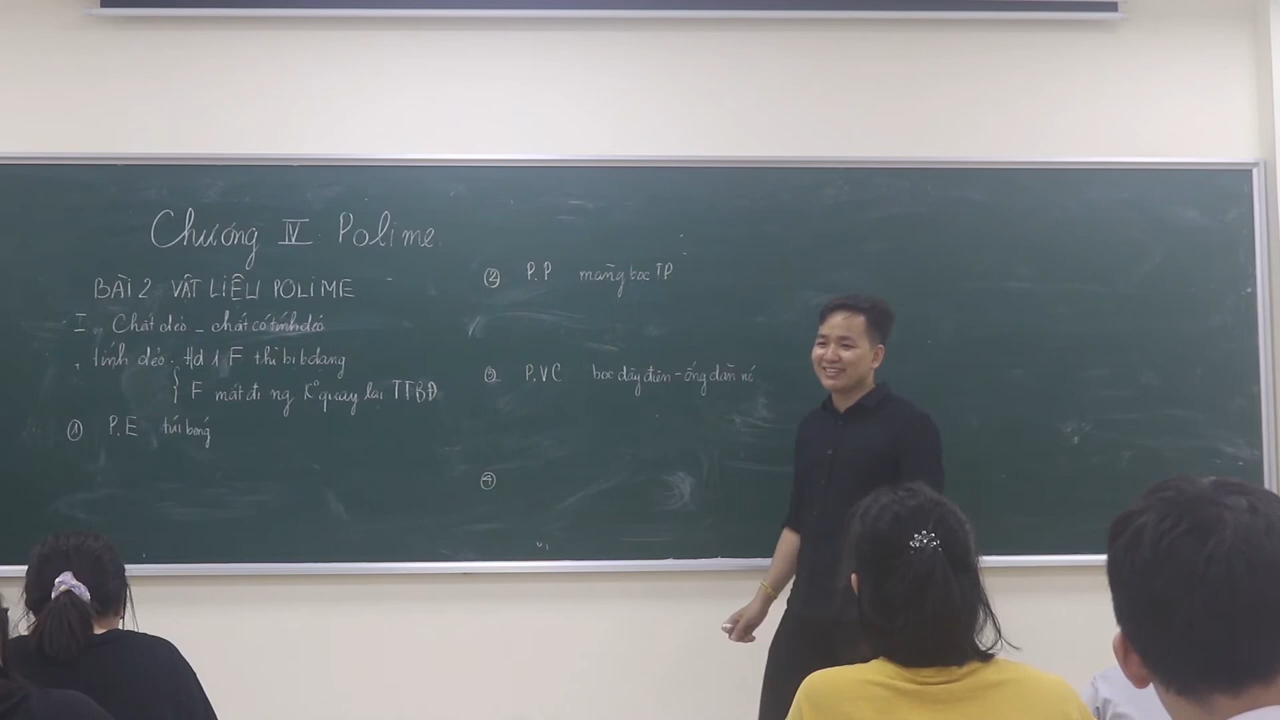 Chương IV: Polime
BÀI 2 VẬT LIỆU POLIME
I. Chất dẻo - chất có tính dẻo
, tính dẻo: td 1 F thì bị bdạng
F mất đi ng K° quay lại TTBĐ
① P.E túi bóng
② P.P màng bọc TP
③ P.VC bọc dây điện - ống dẫn nc
④